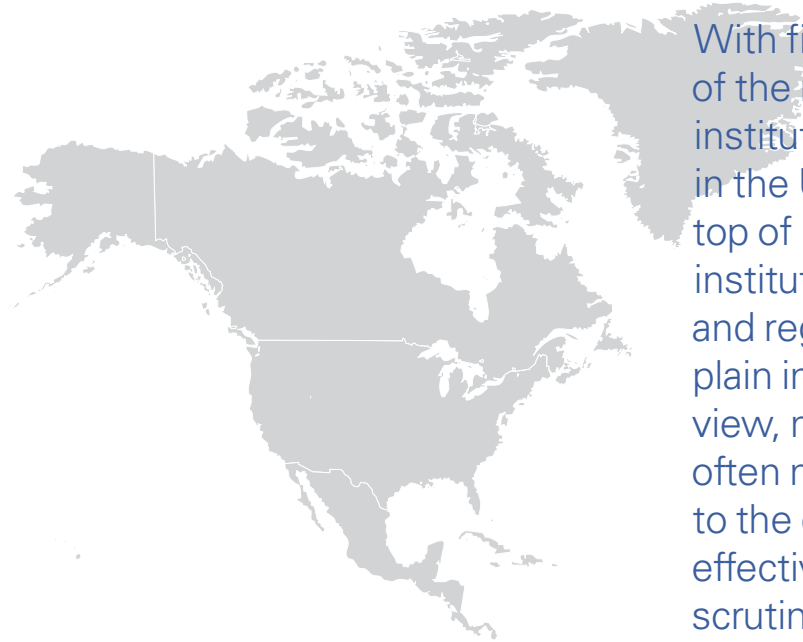 With fi
of the
institut
in the
top of
institut
and reg
plain in
view,
often
to the
effectiv
scrutin